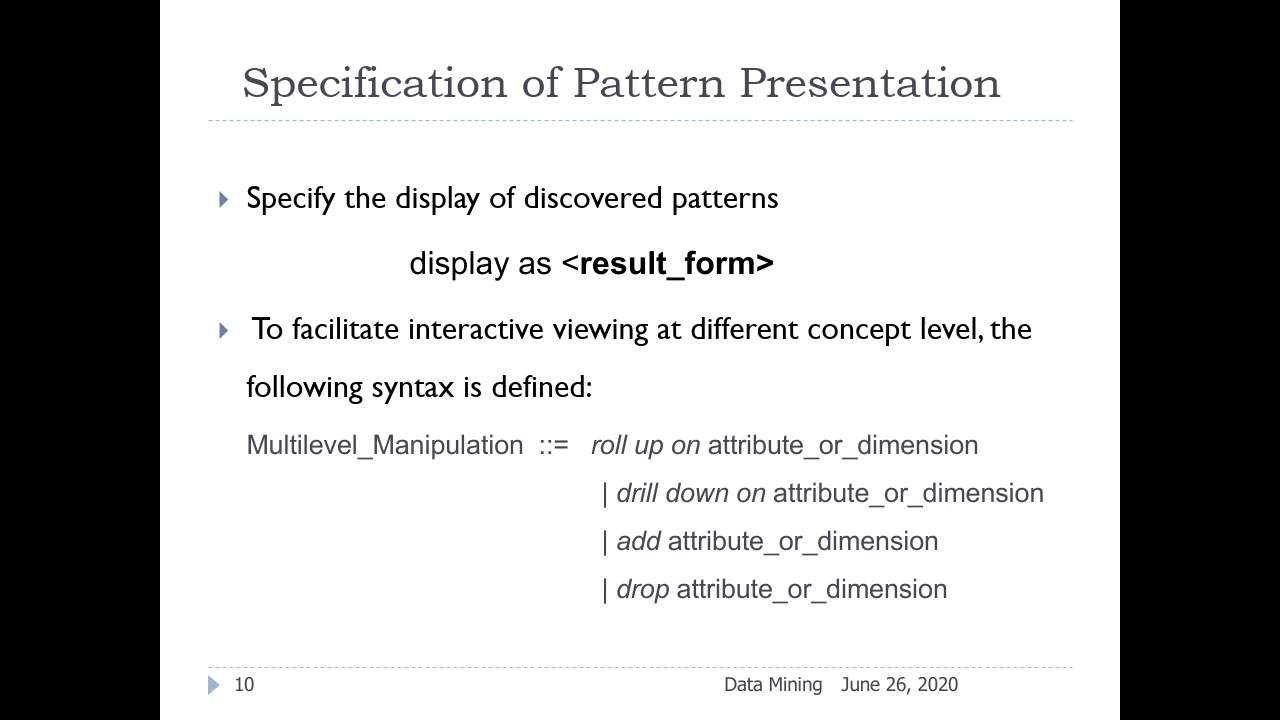 Specification of Pattern Presentation
Specify the display of discovered patterns
display as <result_form>
To facilitate interactive viewing at different concept level, the
following syntax is defined:
Multilevel_Manipulation ::= roll up on attribute_or_dimension
| drill down on attribute_or_dimension
| add attribute_or_dimension
| drop attribute_or_dimension
10 Data Mining June 26, 2020